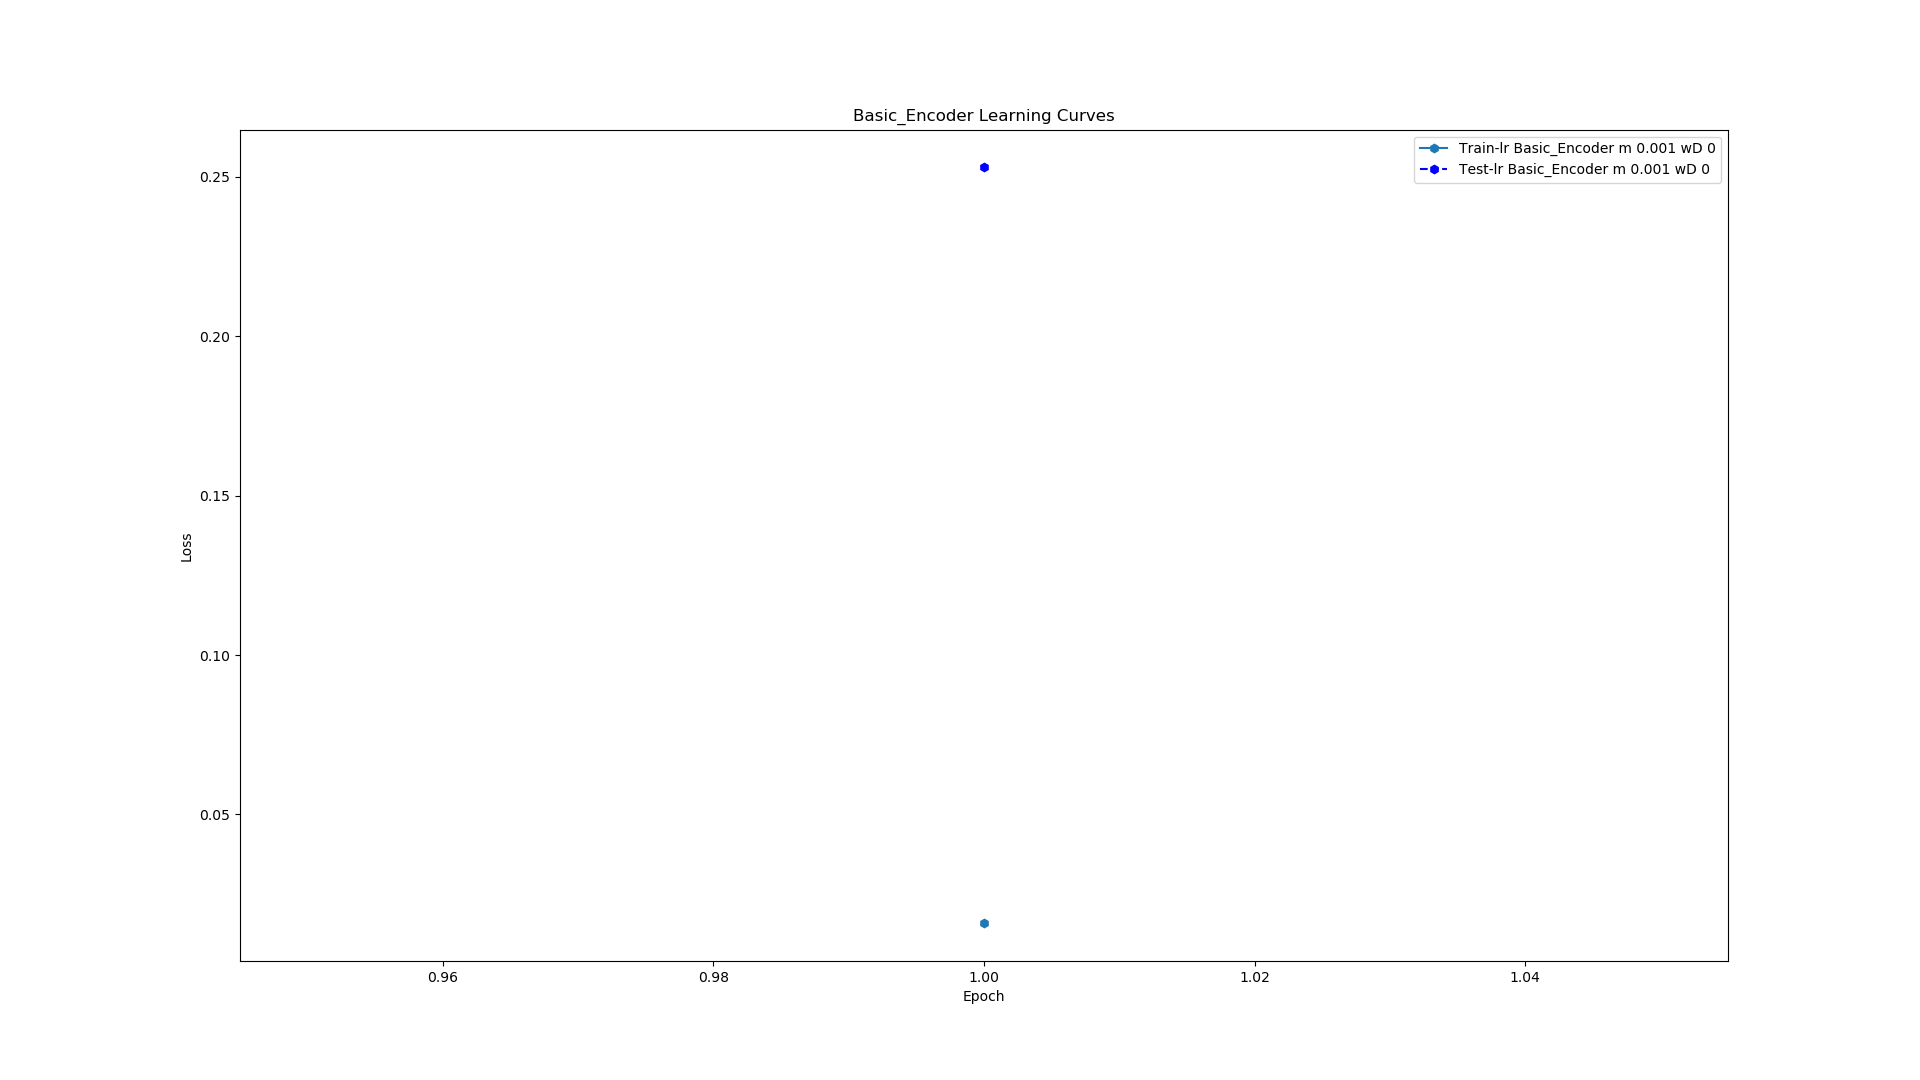 Basic_Encoder Learning Curves
Train-lr Basic_Encoder m 0.001 wD 0
Test-lr Basic_Encoder m 0.001 wD 0
0.25
0.20
0.15
0.10
0.05
Loss
0.96 0.98 1.00 1.02 1.04
Epoch